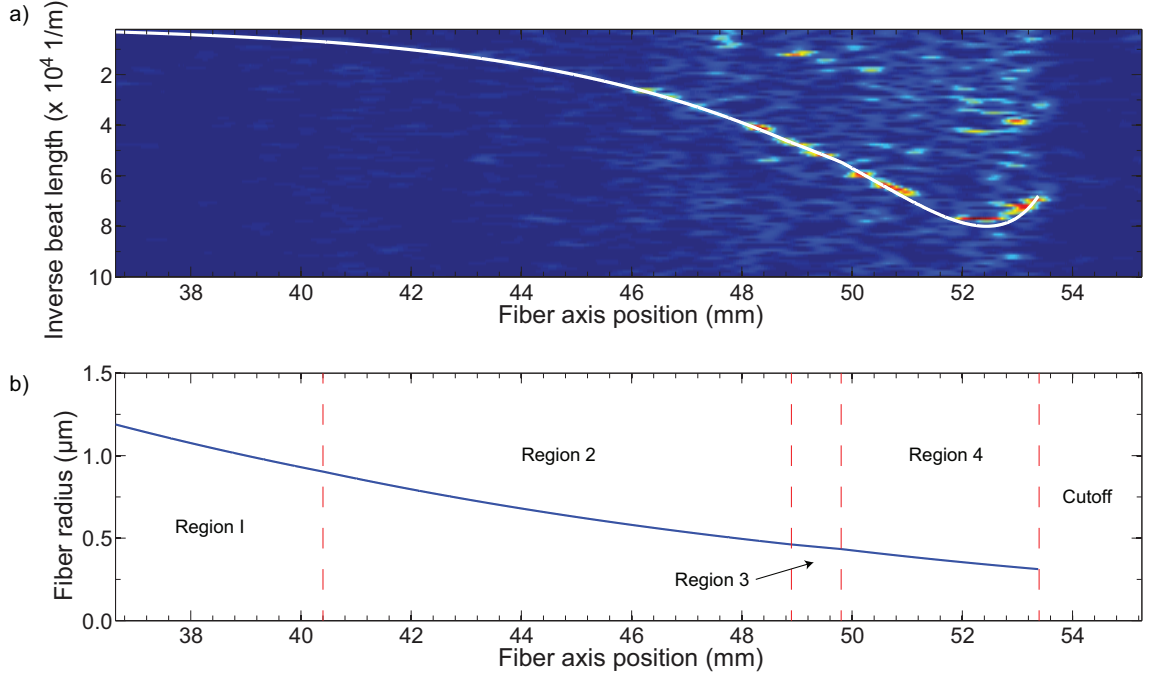 a)
Inverse beat length (x 10⁴ 1/m)
2
4
6
8
10
38 40 42 44 46 48 50 52 54
Fiber axis position (mm)
b)
Fiber radius (µm)
1.5
1.0
0.5
0.0
Region 2
Region 4
Cutoff
Region I
Region 3
38 40 42 44 46 48 50 52 54
Fiber axis position (mm)